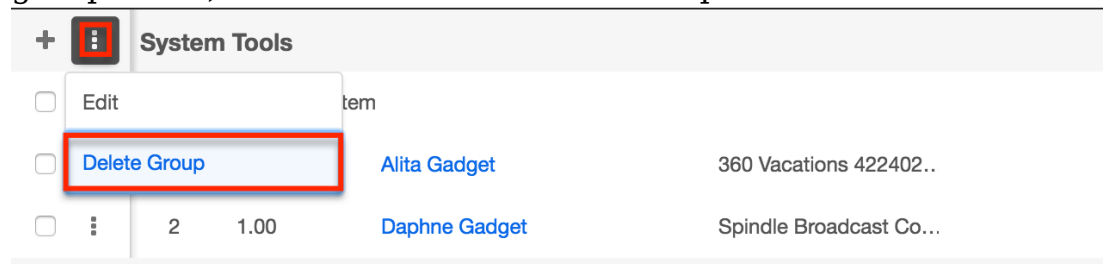 System Tools
Edit tem
Delete Group Alita Gadget 360 Vacations 422402..
2 1.00 Daphne Gadget Spindle Broadcast Co...